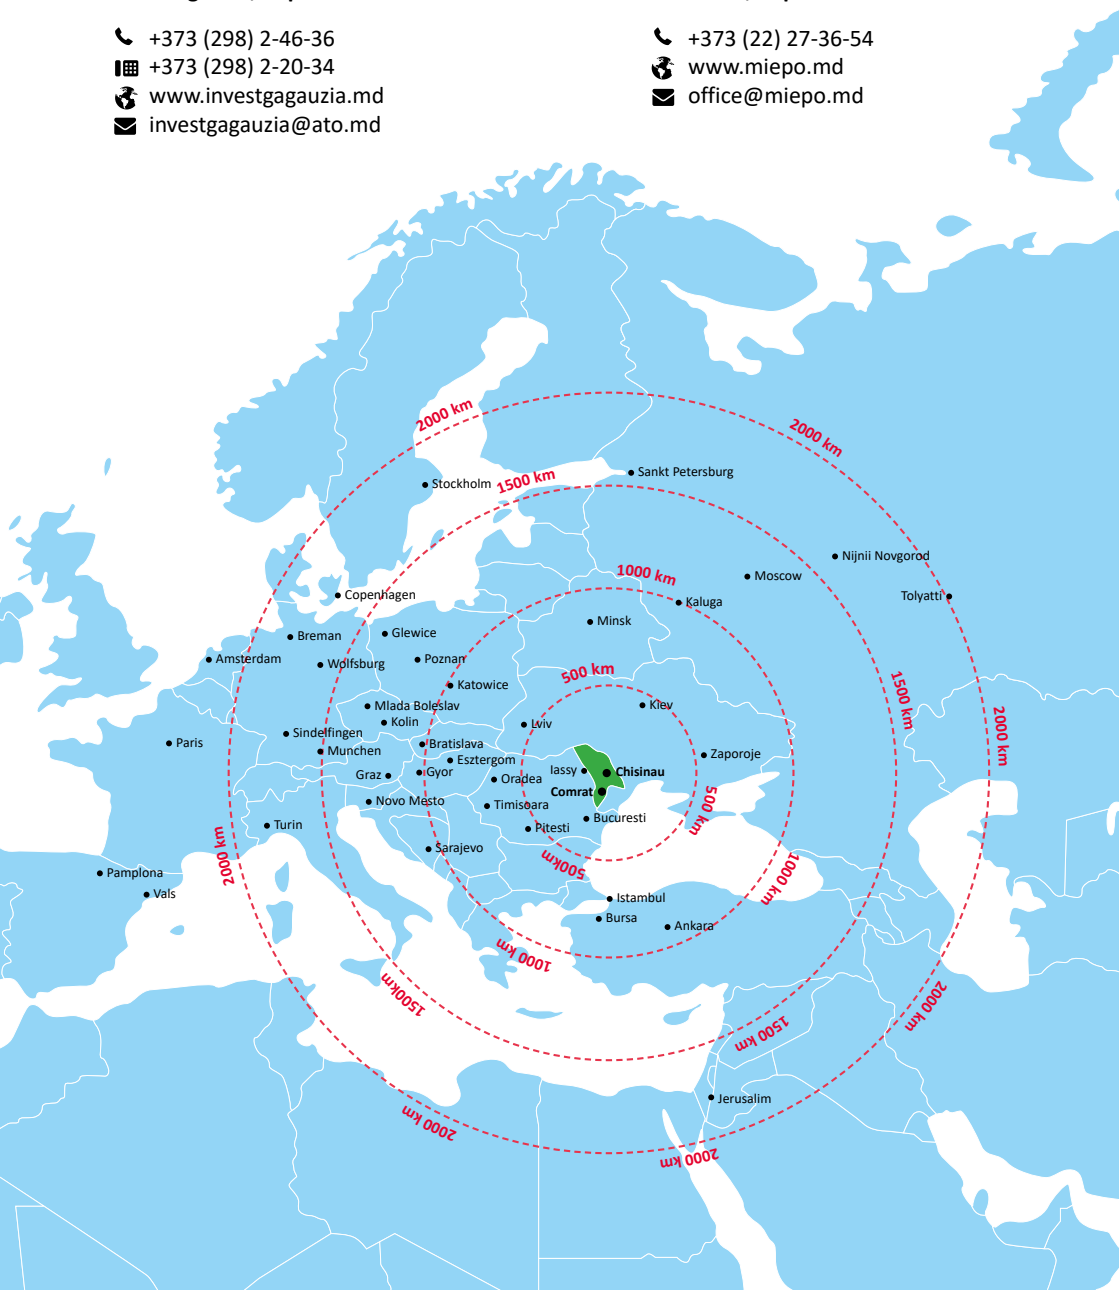 +373 (298) 2-46-36
+373 (298) 2-20-34
www.investgagauzia.md
investgagauzia@ato.md
+373 (22) 27-36-54
www.miepo.md
office@miepo.md
2000 km
2000 km
Sankt Petersburg
Stockholm
1500 km
Nijnii Novgorod
Moscow
1000 km
Tolyatti
Copenhagen
Kaluga
Minsk
Breman
Glewice
Amsterdam
Wolfsburg
Poznan
500 km
Katowice
1500 km
Mlada Boleslav
Kiev
Kolin
Lviv
2000 km
Sindelfingen
Paris
Bratislava
Munchen
Zaporoje
Esztergom
Iassy
Chisinau
Graz
Gyor
Oradea
Comrat
Novo Mesto
Timisoara
500 km
Bucuresti
Turin
Pitesti
Sarajevo
2000 km
500km
Pamplona
1000 km
Vals
Istambul
Bursa
Ankara
1000 km
1500km
2000 km
1500 km
Jerusalim
2000 km
2000 km